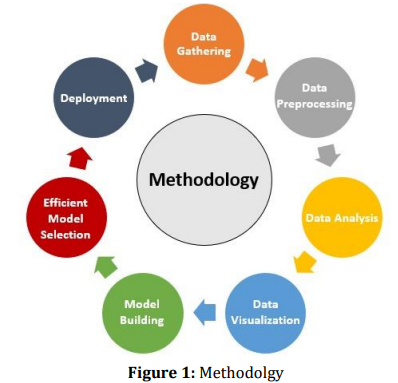 Data
Gathering
Data
Preprocessing
Data Analysis
Data
Visualization
Model
Building
Efficient
Model
Selection
Deployment
Methodology
Figure 1: Methodolgy